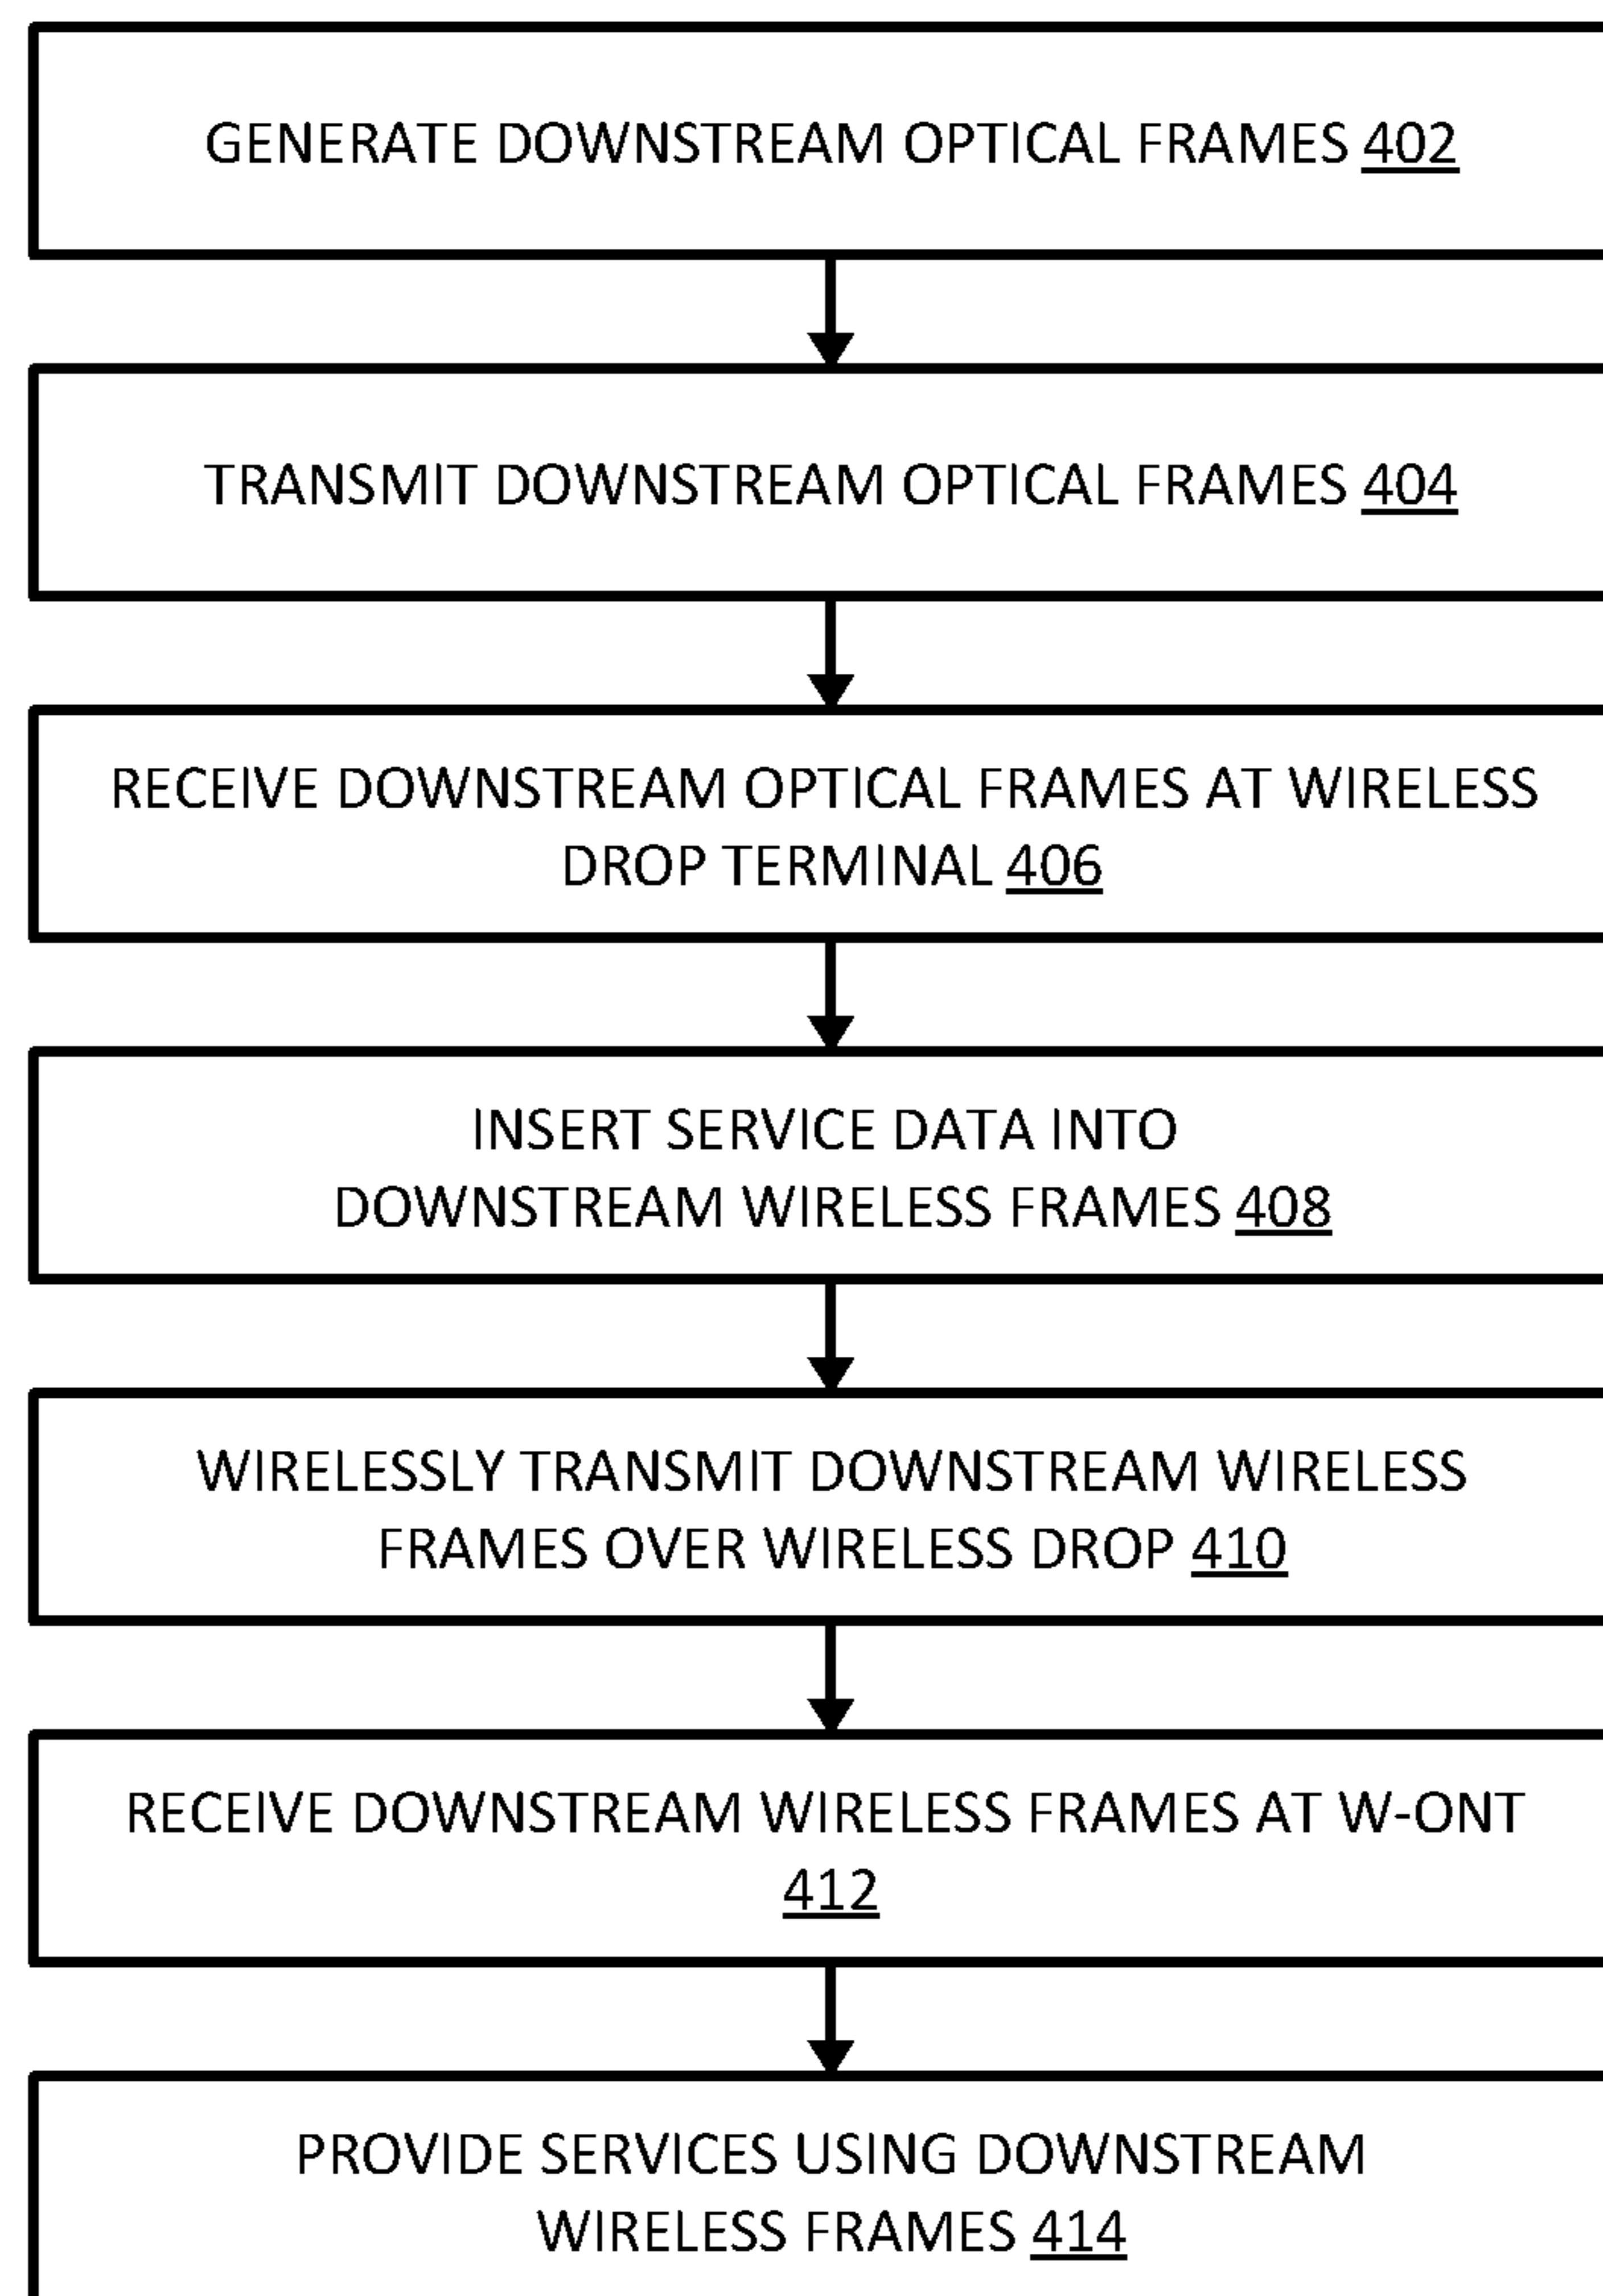 GENERATE DOWNSTREAM OPTICAL FRAMES 402
TRANSMIT DOWNSTREAM OPTICAL FRAMES 404
RECEIVE DOWNSTREAM OPTICAL FRAMES AT WIRELESS
DROP TERMINAL 406
INSERT SERVICE DATA INTO
DOWNSTREAM WIRELESS FRAMES 408
WIRELESSLY TRANSMIT DOWNSTREAM WIRELESS
FRAMES OVER WIRELESS DROP 410
RECEIVE DOWNSTREAM WIRELESS FRAMES AT W-ONT
412
PROVIDE SERVICES USING DOWNSTREAM
WIRELESS FRAMES 414